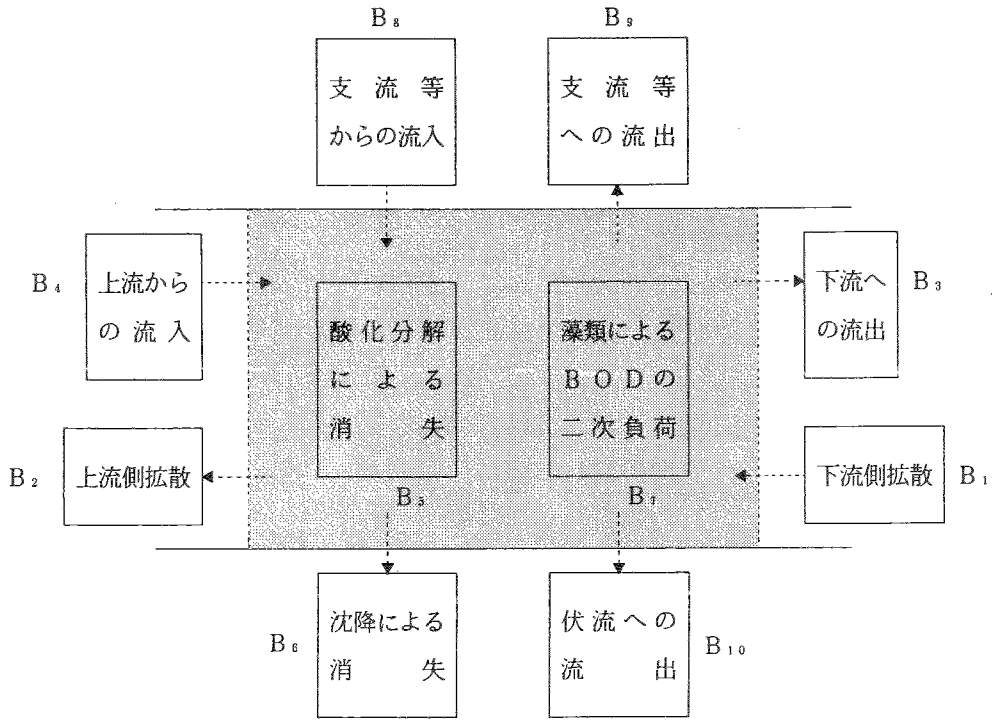 B₈
B₉
支流等
からの流入
支流等
への流出
B₄
上流から
の流入
酸化分解
による
消失
藻類による
BODの
二次負荷
下流へ
の流出
B₃
B₂
上流側拡散
B₅
B₇
下流側拡散
B₁
B₆
沈降による
消失
伏流への
流出
B₁₀